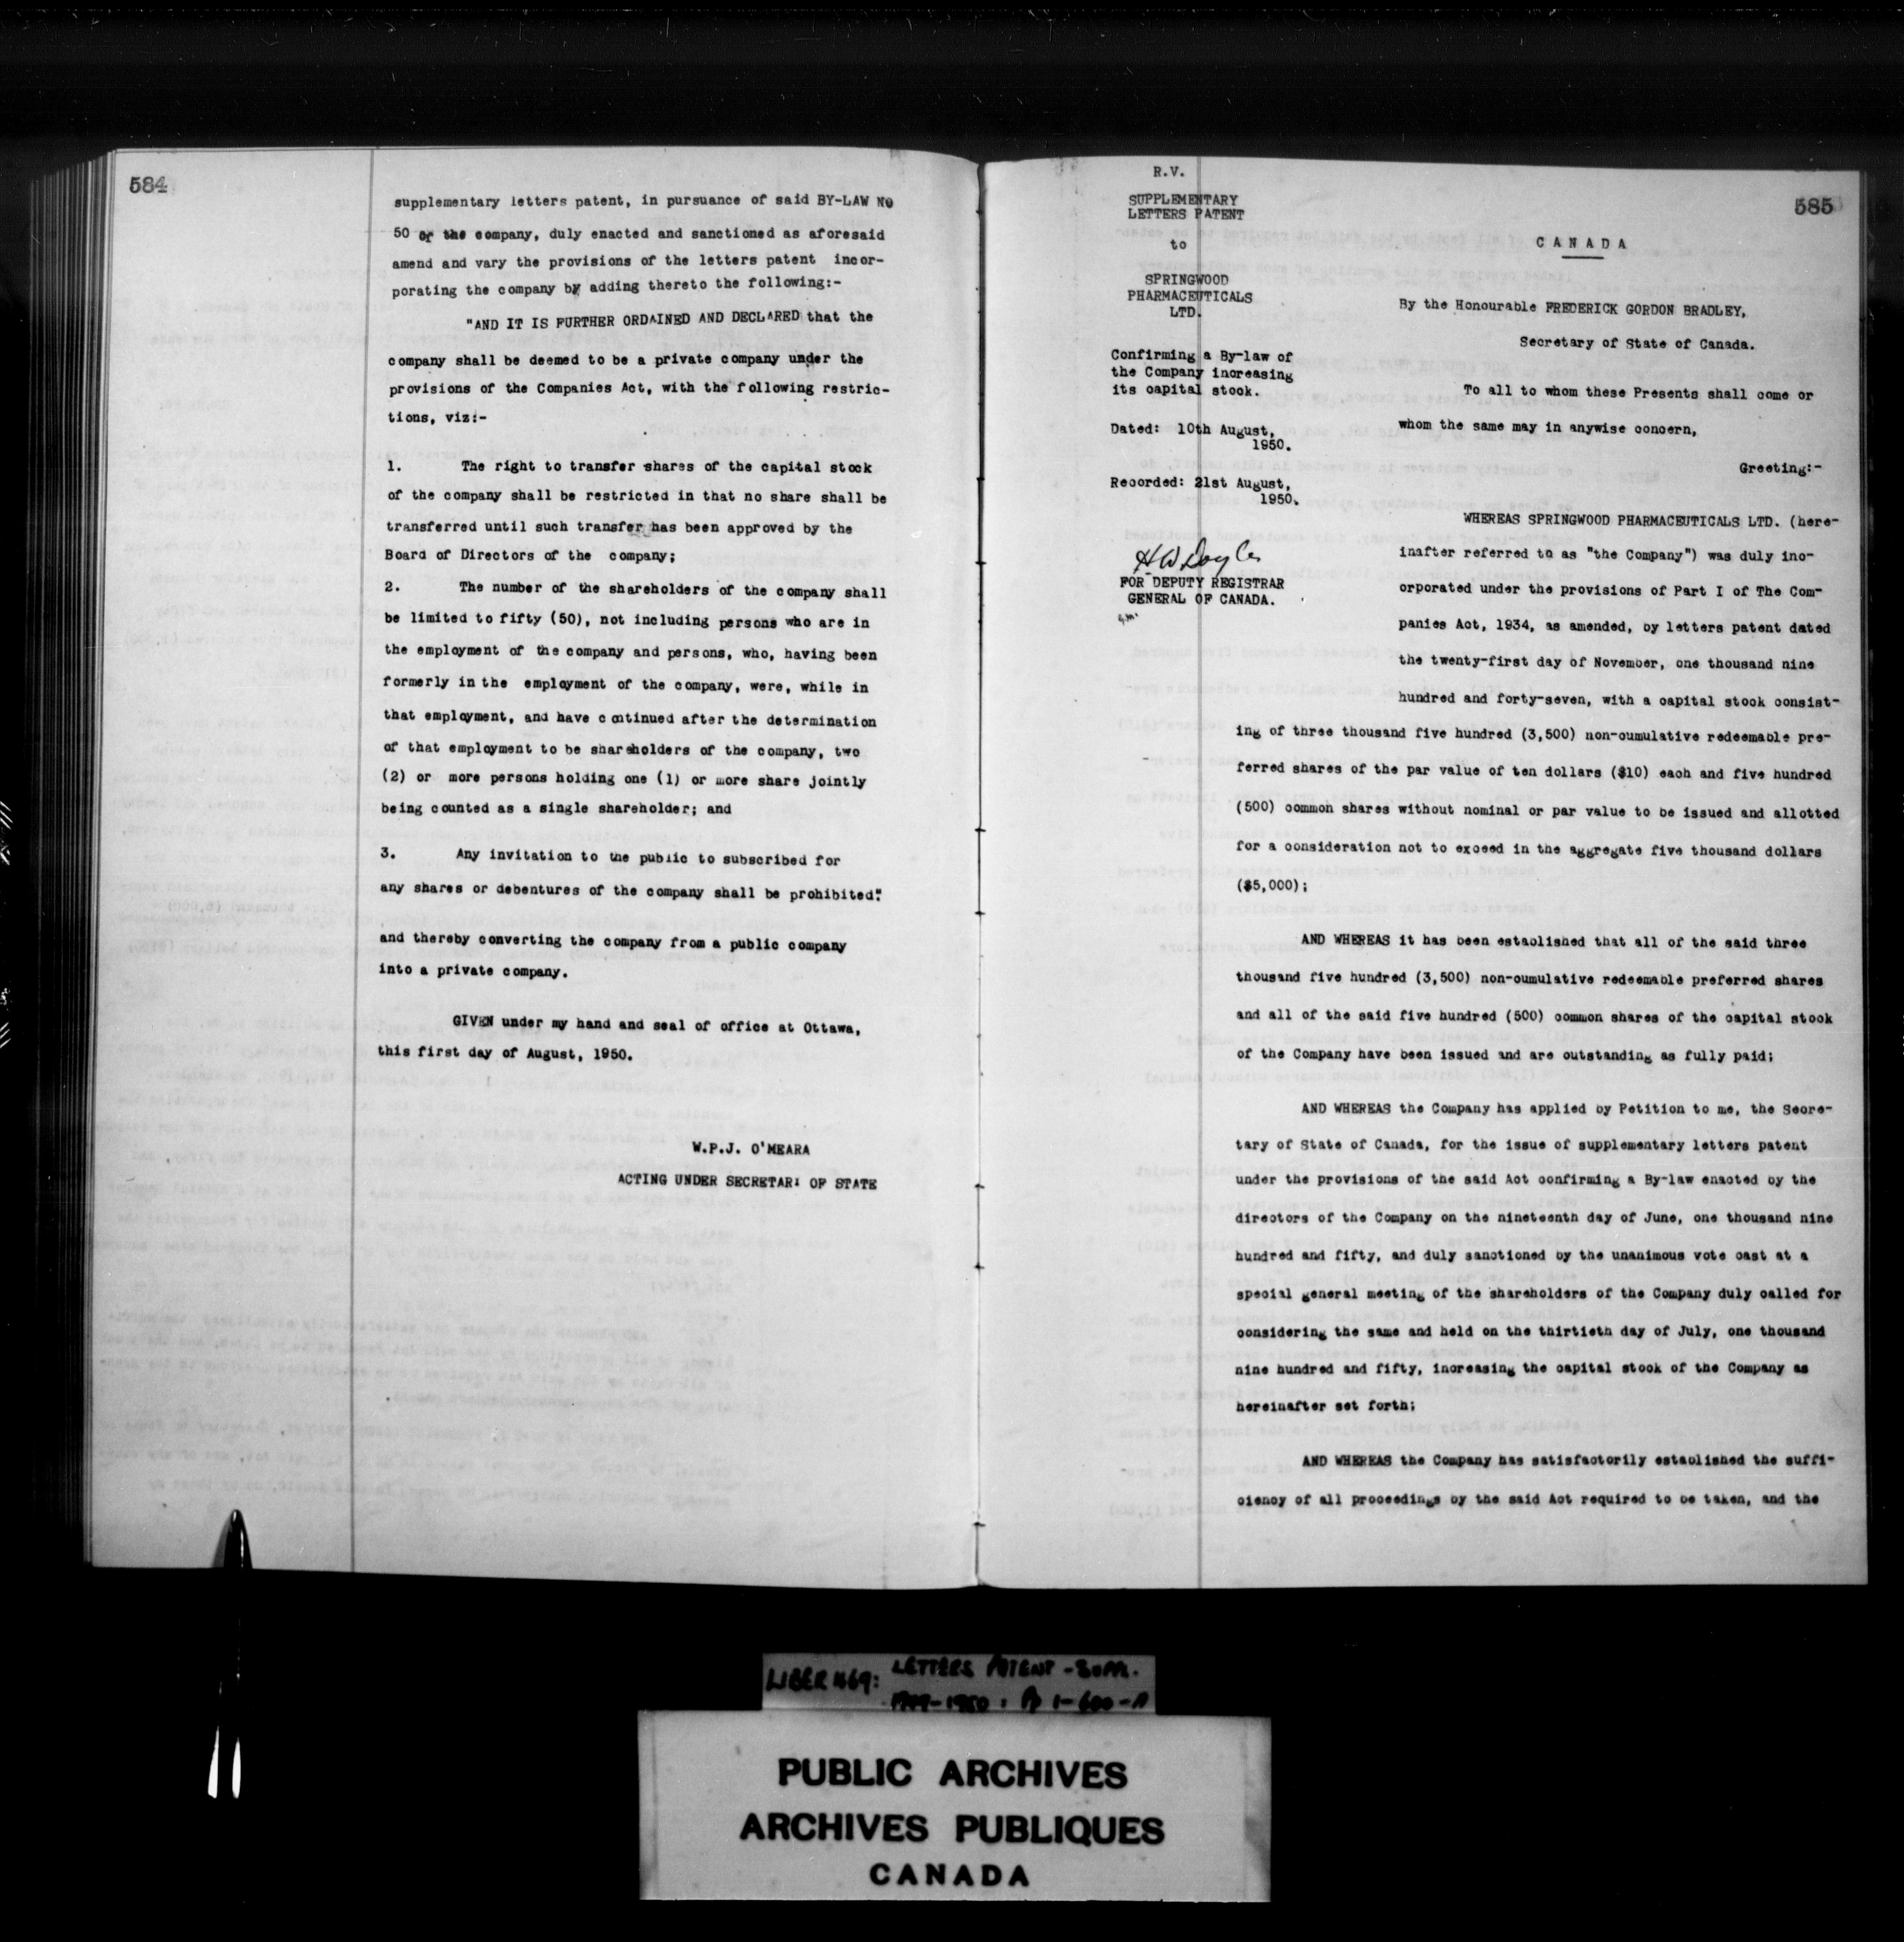 584
supplementary letters patent, in pursuance of said BY-LAW No
50 of the company, duly enacted and sanctioned as aforesaid
amend and vary the provisions of the letters patent incor-
porating the company by adding thereto the following:-
"AND IT IS FURTHER ORDAINED AND DECLARED that the
company shall be deemed to be a private company under the
provisions of the Companies Act, with the following restric-
tions, viz:-
1. The right to transfer shares of the capital stock
of the company shall be restricted in that no share shall be
transferred until such transfer has been approved by the
Board of Directors of the company;
2. The number of the shareholders of the company shall
be limited to fifty (50), not including persons who are in
the employment of the company and persons, who, having been
formerly in the employment of the company, were, while in
that employment, and have continued after the determination
of that employment to be shareholders of the company, two
(2) or more persons holding one (1) or more share jointly
being counted as a single shareholder; and
3. Any invitation to the public to subscribed for
any shares or debentures of the company shall be prohibited."
and thereby converting the company from a public company
into a private company.
GIVEN under my hand and seal of office at Ottawa,
this first day of August, 1950.
W.P.J. O'MEARA
ACTING UNDER SECRETARY OF STATE
R.V.
SUPPLEMENTARY
LETTERS PATENT
to
SPRINGWOOD
PHARMACEUTICALS
LTD.
Confirming a By-law of
the Company increasing
its capital stock.
Dated: 10th August,
1950.
Recorded: 21st August,
1950.
HWDoyle
FOR DEPUTY REGISTRAR
GENERAL OF CANADA.
585
CANADA
By the Honourable FREDERICK GORDON BRADLEY,
Secretary of State of Canada.
To all to whom these Presents shall come or
whom the same may in anywise concern,
Greeting:-
WHEREAS SPRINGWOOD PHARMACEUTICALS LTD. (here-
inafter referred to as "the Company") was duly inc-
orporated under the provisions of Part I of The Com-
panies Act, 1934, as amended, by letters patent dated
the twenty-first day of November, one thousand nine
hundred and forty-seven, with a capital stock consist-
ing of three thousand five hundred (3,500) non-cumulative redeemable pre-
ferred shares of the par value of ten dollars ($10) each and five hundred
(500) common shares without nominal or par value to be issued and allotted
for a consideration not to exceed in the aggregate five thousand dollars
($5,000);
AND WHEREAS it has been established that all of the said three
thousand five hundred (3,500) non-cumulative redeemable preferred shares
and all of the said five hundred (500) common shares of the capital stock
of the Company have been issued and are outstanding as fully paid;
AND WHEREAS the Company has applied by Petition to me, the Secre-
tary of State of Canada, for the issue of supplementary letters patent
under the provisions of the said Act confirming a By-law enacted by the
directors of the Company on the nineteenth day of June, one thousand nine
hundred and fifty, and duly sanctioned by the unanimous vote cast at a
special general meeting of the shareholders of the Company duly called for
considering the same and held on the thirtieth day of July, one thousand
nine hundred and fifty, increasing the capital stock of the Company as
hereinafter set forth;
AND WHEREAS the Company has satisfactorily established the suffi-
ciency of all proceedings by the said Act required to be taken, and the
LIBER 469: LETTERS PATENT -
1949-1950 : 1-600-A
PUBLIC ARCHIVES
ARCHIVES PUBLIQUES
CANADA